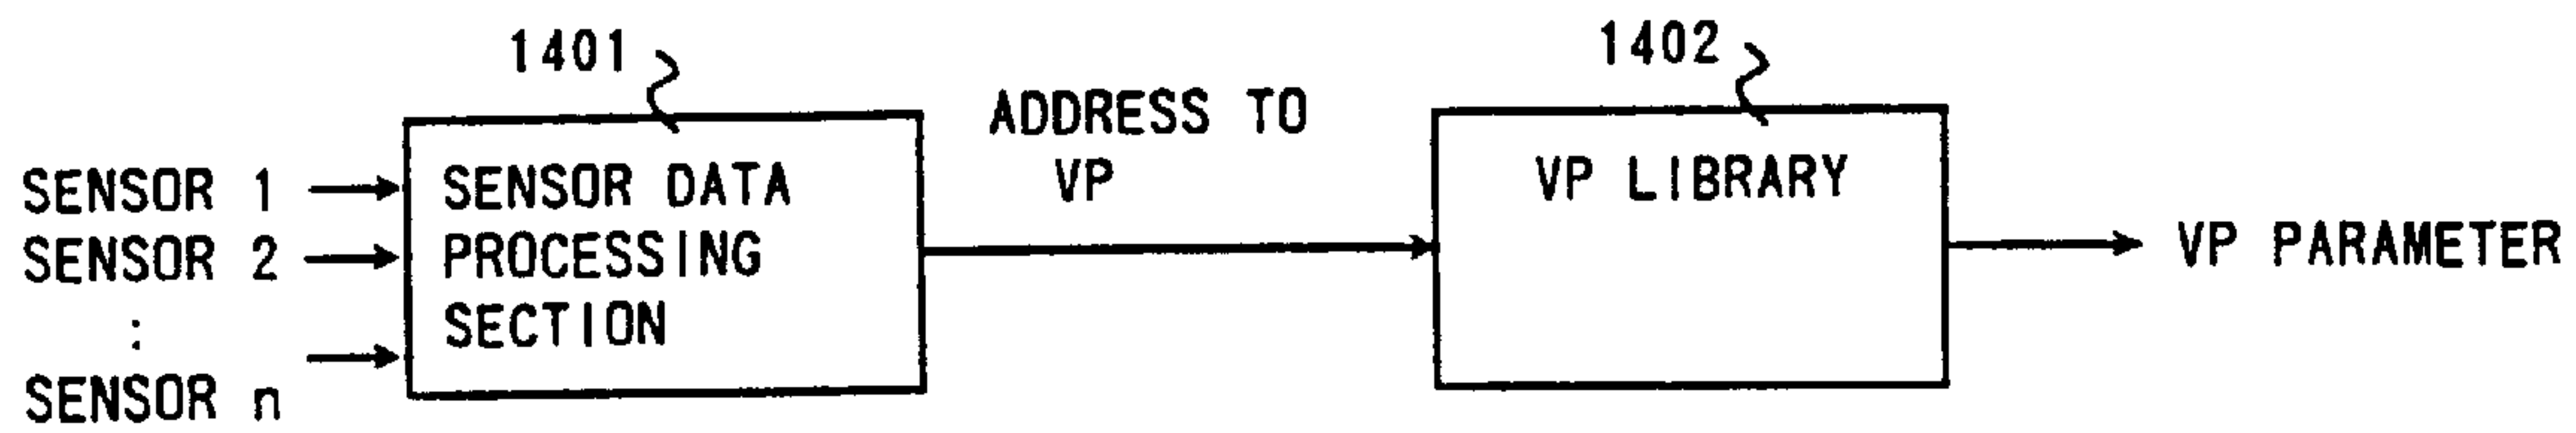 1401
1402
ADDRESS TO
VP
SENSOR 1
SENSOR 2
:
SENSOR n
SENSOR DATA
PROCESSING
SECTION
VP LIBRARY
VP PARAMETER